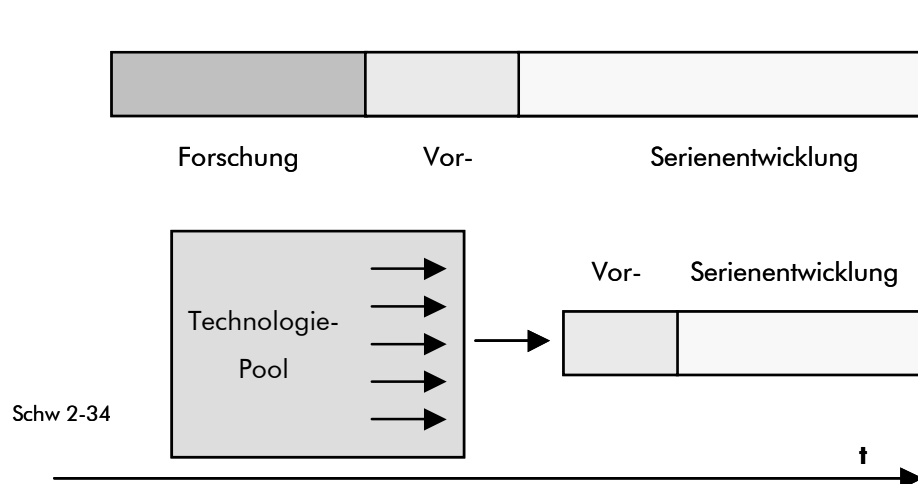 Forschung
Vor-
Serienentwicklung
Vor-
Serienentwicklung
Technologie-
Pool
Schw 2-34
t